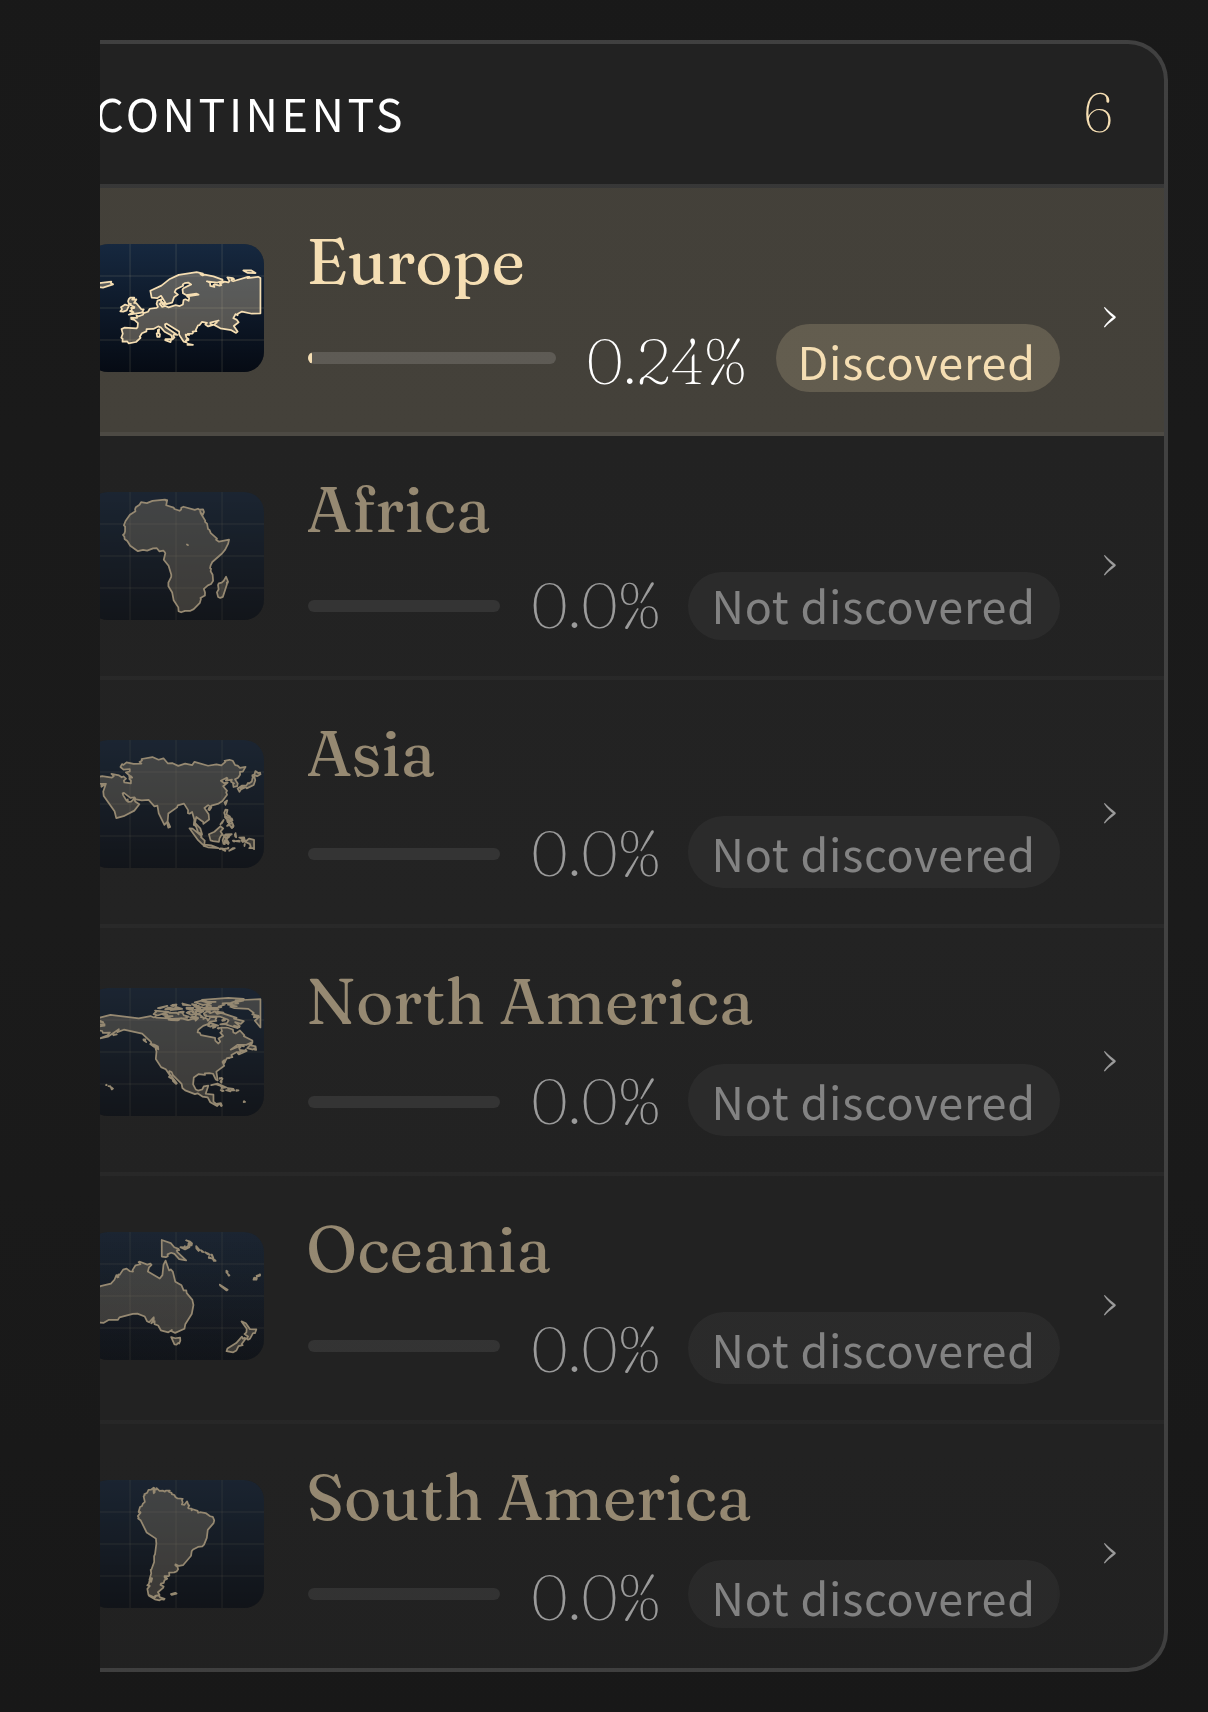 CONTINENTS 6
Europe
0.24% Discovered
Africa
0.0% Not discovered
Asia
0.0% Not discovered
North America
0.0% Not discovered
Oceania
0.0% Not discovered
South America
0.0% Not discovered